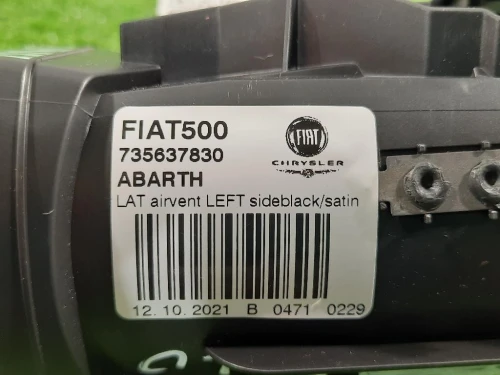 FIAT500
735637830
ABARTH
FIAT
CHRYSLER
LAT airvent LEFT sideblack/satin
12. 10. 2021 B 0471 0229